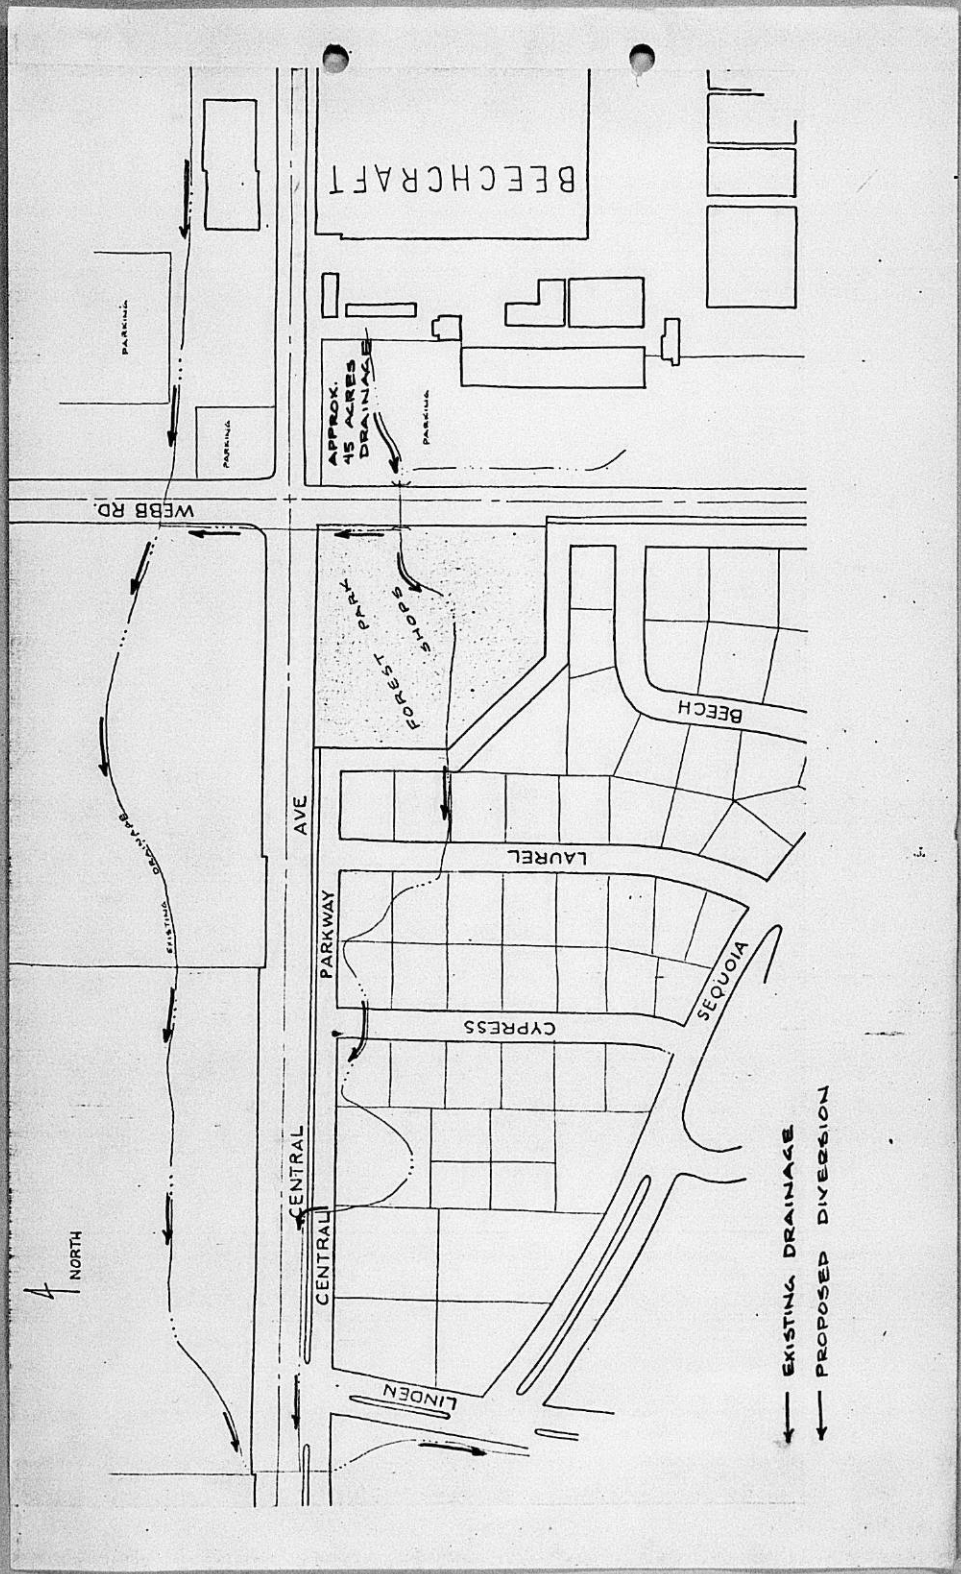 BEECHCRAFT
PARKING
PARKING
APPROX.
45 ACRES
DRAINAGE
PARKING
WEBB RD.
FOREST PARK
SHOPS
BEECH
LAUREL
CENTRAL AVE
CENTRAL PARKWAY
EXISTING DRAINAGE
SEQUOIA
CYPRESS
NORTH
LINDEN
EXISTING DRAINAGE
PROPOSED DIVERSION